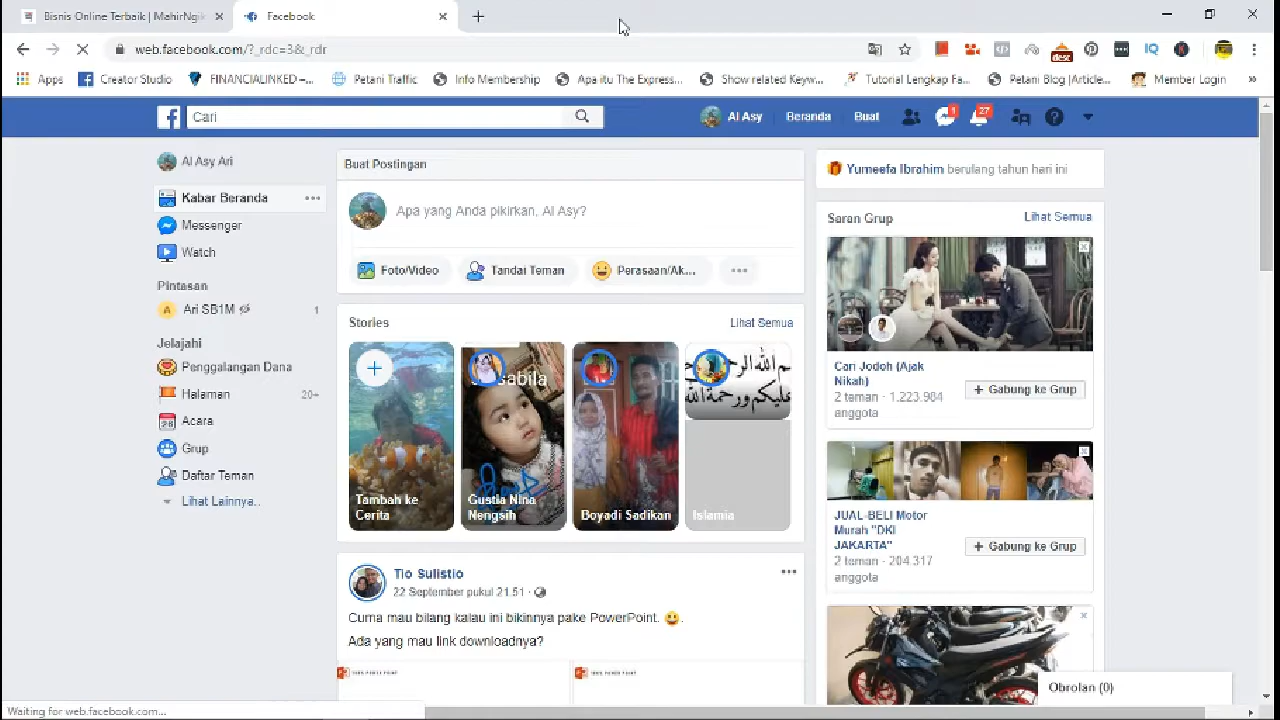 Bisnis Online Terbaik | MahirNgik
Facebook
web.facebook.com/?_rdc=3&_rdr
Apps
Creator Studio
FINANCIALINKED –...
Petani Traffic
Info Membership
Apa itu The Express...
Show related Keyw...
Tutorial Lengkap Fa...
Petani Blog |Article...
Member Login
Cari
Al Asy
Beranda
Buat
1
27
Al Asy Ari
Kabar Beranda
Messenger
Watch
Pintasan
Ari SB1M
1
Jelajahi
Penggalangan Dana
Halaman
20+
Acara
Grup
Daftar Teman
Lihat Lainnya..
Buat Postingan
Apa yang Anda pikirkan, Al Asy?
Foto/Video
Tandai Teman
Perasaan/Ak...
Stories
Lihat Semua
Tambah ke
Cerita
Gustia Nina
Nengsih
Boyadi Sadikan
Islamia
Tio Sulistio
22 September pukul 21.51 ·
Cuma mau bilang kalau ini bikinnya pake PowerPoint. 😀.
Ada yang mau link downloadnya?
Yumeefa Ibrahim berulang tahun hari ini
Saran Grup
Lihat Semua
Cari Jodoh (Ajak
Nikah)
2 teman · 1.223.984
anggota
+ Gabung ke Grup
JUAL-BELI Motor
Murah "DKI
JAKARTA"
2 teman · 204.317
anggota
+ Gabung ke Grup
Obrolan (0)
Waiting for web.facebook.com...